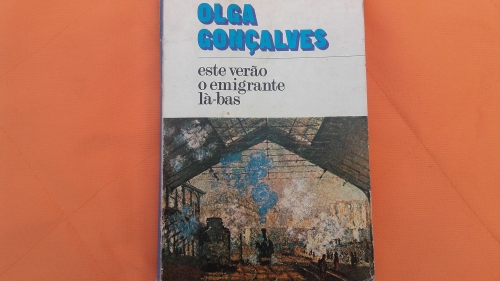 OLGA
GONÇALVES
este verão
o emigrante
là-bas